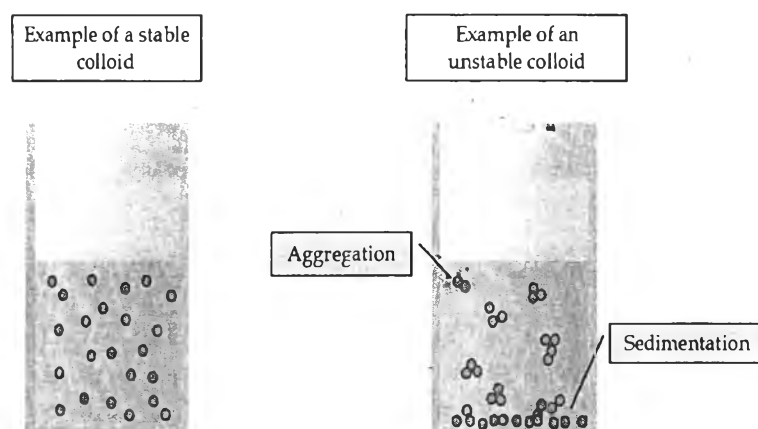 Example of a stable
colloid
Example of an
unstable colloid
Aggregation
Sedimentation